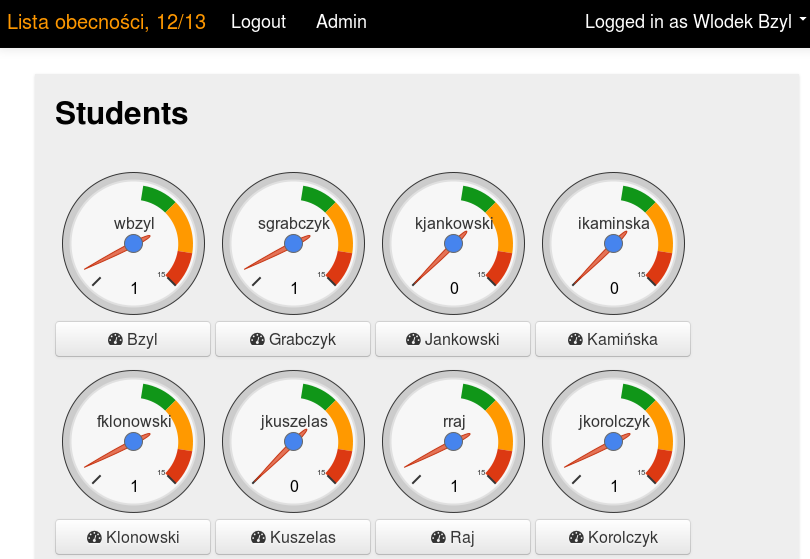 Lista obecności, 12/13 Logout Admin Logged in as Wlodek Bzyl
Students
wbzyl sgrabczyk kjankowski ikaminska
15 15 15 15
1 1 0 0
Bzyl Grabczyk Jankowski Kamińska
fklonowski jkuszelas rraj jkorolczyk
15 15 15 15
1 0 1 1
Klonowski Kuszelas Raj Korolczyk